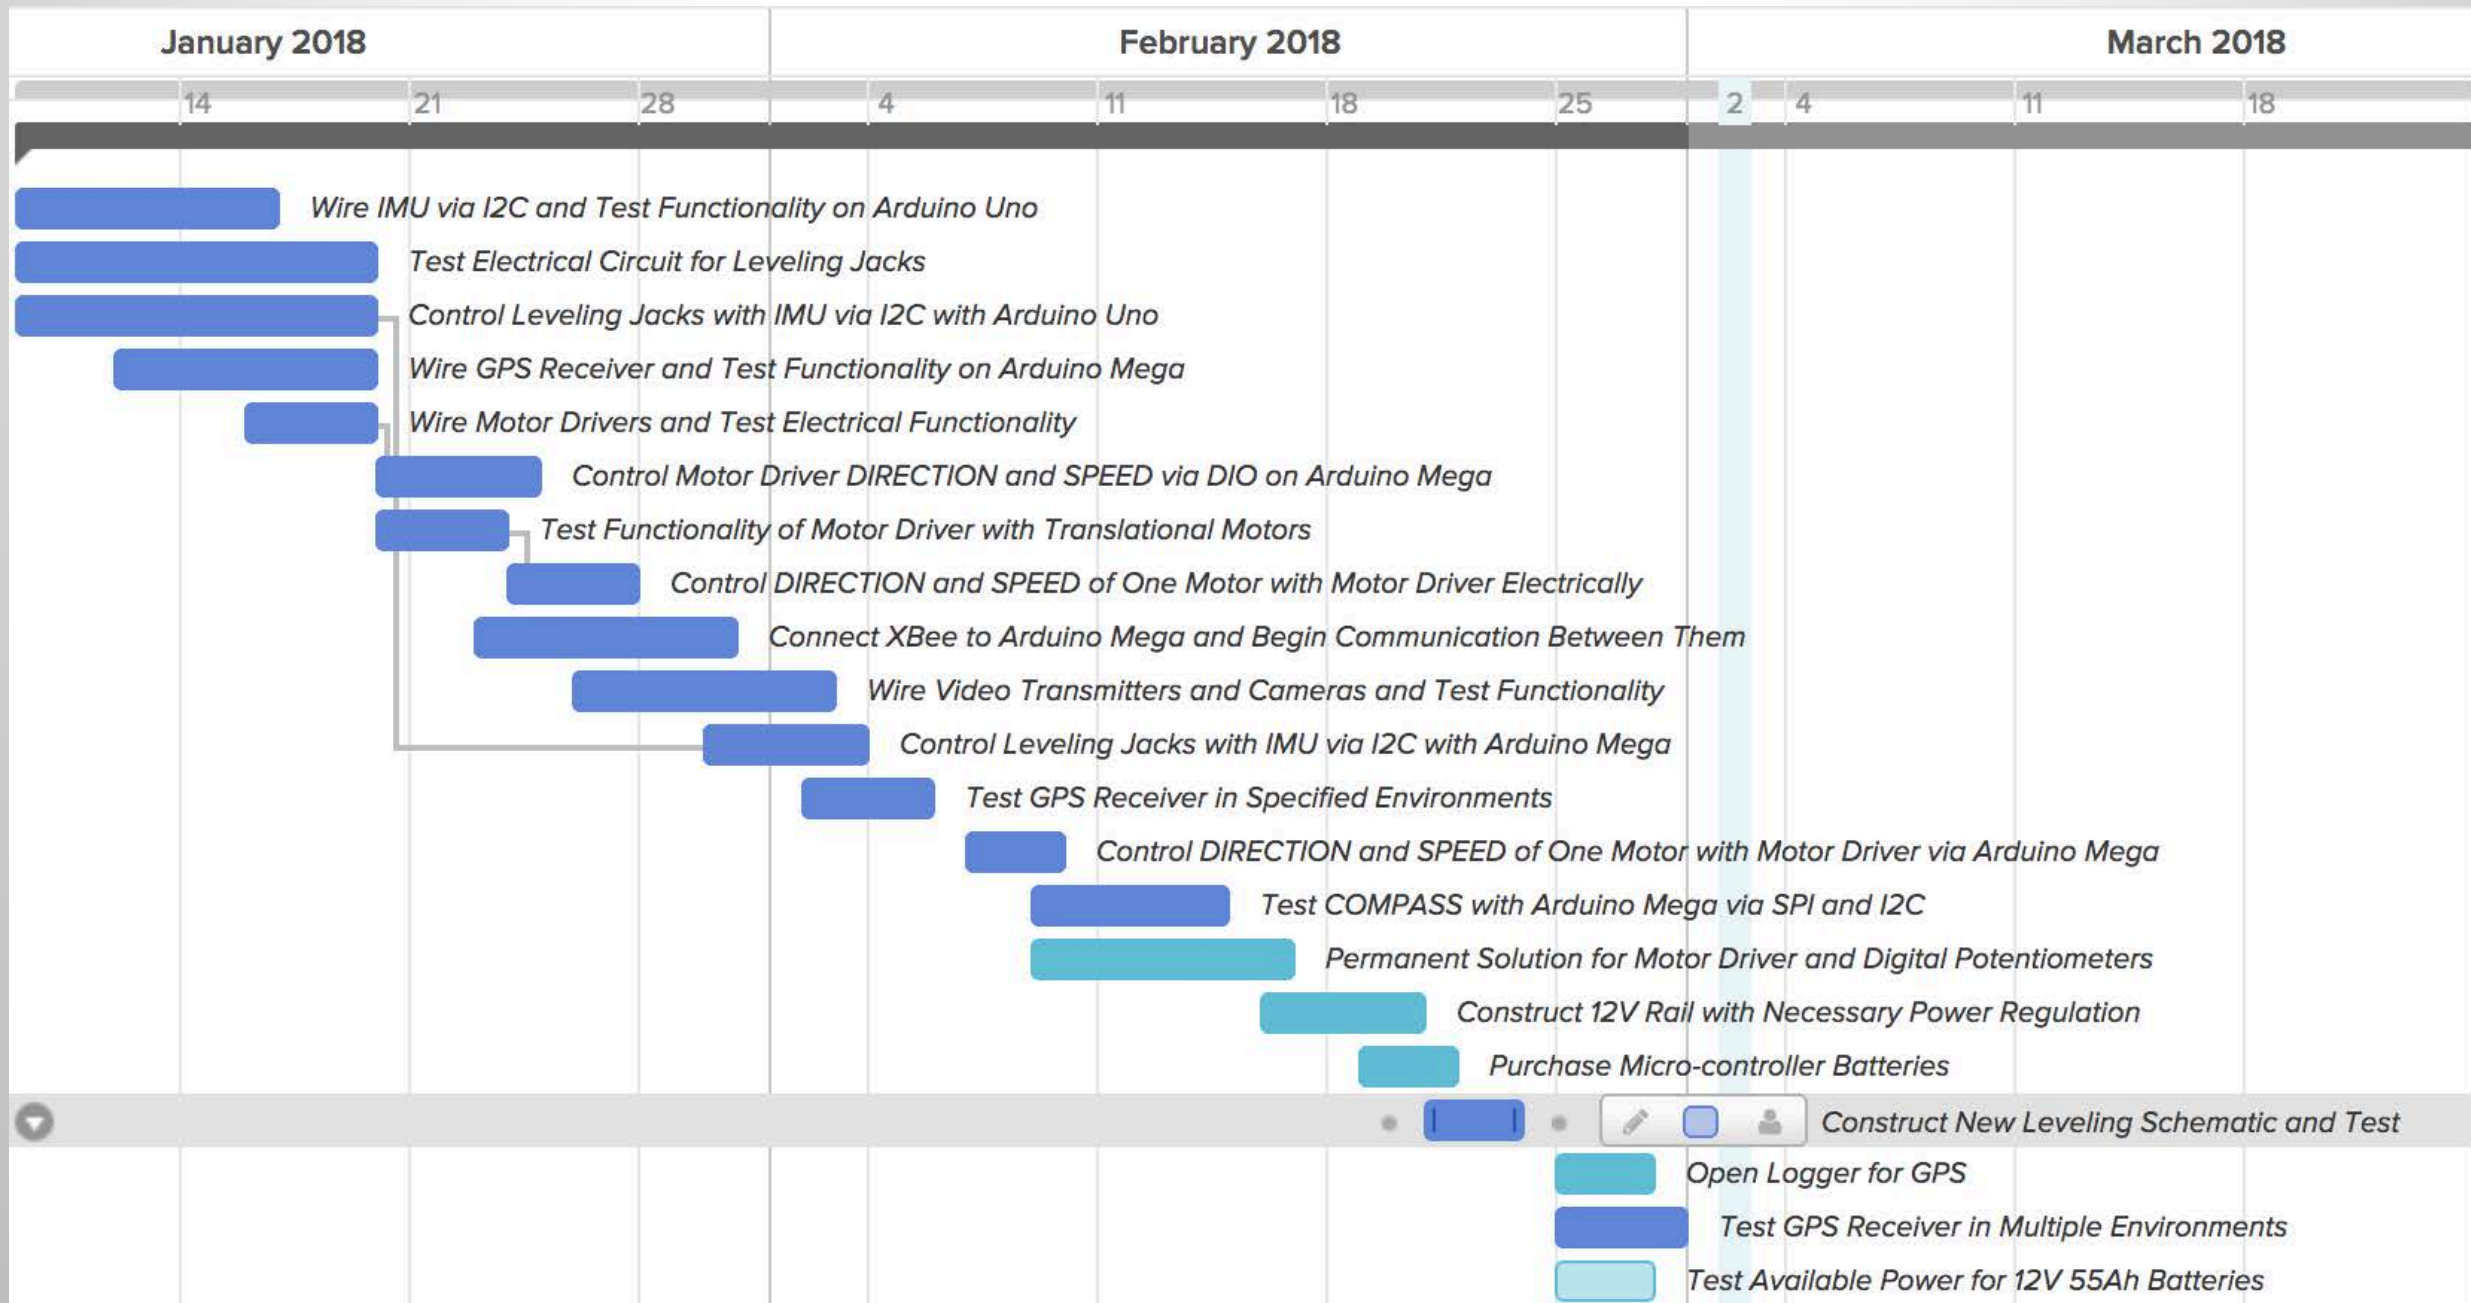 January 2018 February 2018 March 2018
14 21 28 4 11 18 25 2 4 11 18
Wire IMU via I2C and Test Functionality on Arduino Uno
Test Electrical Circuit for Leveling Jacks
Control Leveling Jacks with IMU via I2C with Arduino Uno
Wire GPS Receiver and Test Functionality on Arduino Mega
Wire Motor Drivers and Test Electrical Functionality
Control Motor Driver DIRECTION and SPEED via DIO on Arduino Mega
Test Functionality of Motor Driver with Translational Motors
Control DIRECTION and SPEED of One Motor with Motor Driver Electrically
Connect XBee to Arduino Mega and Begin Communication Between Them
Wire Video Transmitters and Cameras and Test Functionality
Control Leveling Jacks with IMU via I2C with Arduino Mega
Test GPS Receiver in Specified Environments
Control DIRECTION and SPEED of One Motor with Motor Driver via Arduino Mega
Test COMPASS with Arduino Mega via SPI and I2C
Permanent Solution for Motor Driver and Digital Potentiometers
Construct 12V Rail with Necessary Power Regulation
Purchase Micro-controller Batteries
Construct New Leveling Schematic and Test
Open Logger for GPS
Test GPS Receiver in Multiple Environments
Test Available Power for 12V 55Ah Batteries